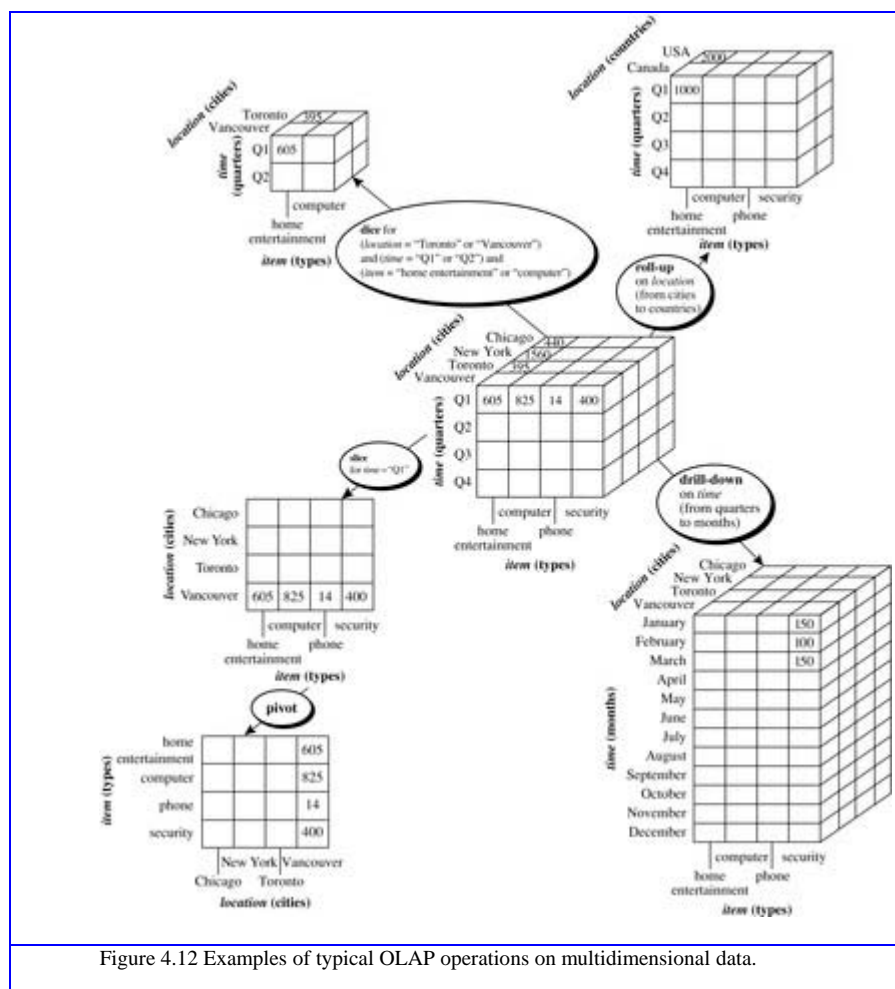 location (countries)
USA
Canada
2000
Q1 1000
Q2
Q3
Q4
time
(quarters)
computer security
home phone
entertainment
item (types)
location (cities)
Toronto
Vancouver
395
Q1 605
Q2
time
(quarters)
computer
home
entertainment
item (types)
dice for
(location = “Toronto” or “Vancouver”)
and (time = “Q1” or “Q2”) and
(item = “home entertainment” or “computer”)
roll-up
on location
(from cities
to countries)
location (cities)
Chicago 440
New York 1560
Toronto 395
Vancouver
Q1 605 825 14 400
Q2
Q3
Q4
time (quarters)
computer security
home phone
entertainment
item (types)
for time = “Q1”
drill-down
on time
(from quarters
to months)
Chicago
New York
Toronto
Vancouver 605 825 14 400
location (cities)
computer security
home phone
entertainment
item (types)
pivot
home
entertainment 605
computer 825
phone 14
security 400
item (types)
New York Vancouver
Chicago Toronto
location (cities)
location (cities)
Chicago
New York
Toronto
Vancouver
January 150
February 100
March 150
April
May
June
July
August
September
October
November
December
time (months)
computer security
home phone
entertainment
item (types)
Figure 4.12 Examples of typical OLAP operations on multidimensional data.